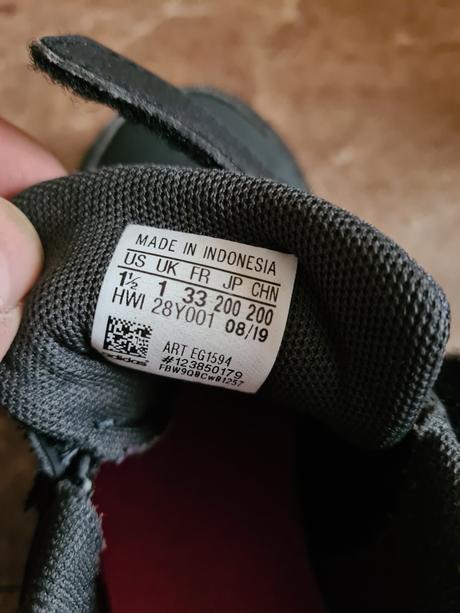 MADE IN INDONESIA
US UK FR JP CHN
1½ 1 33 200 200
HWI 28Y001 08/19
ART EG1594
adidas #123850179